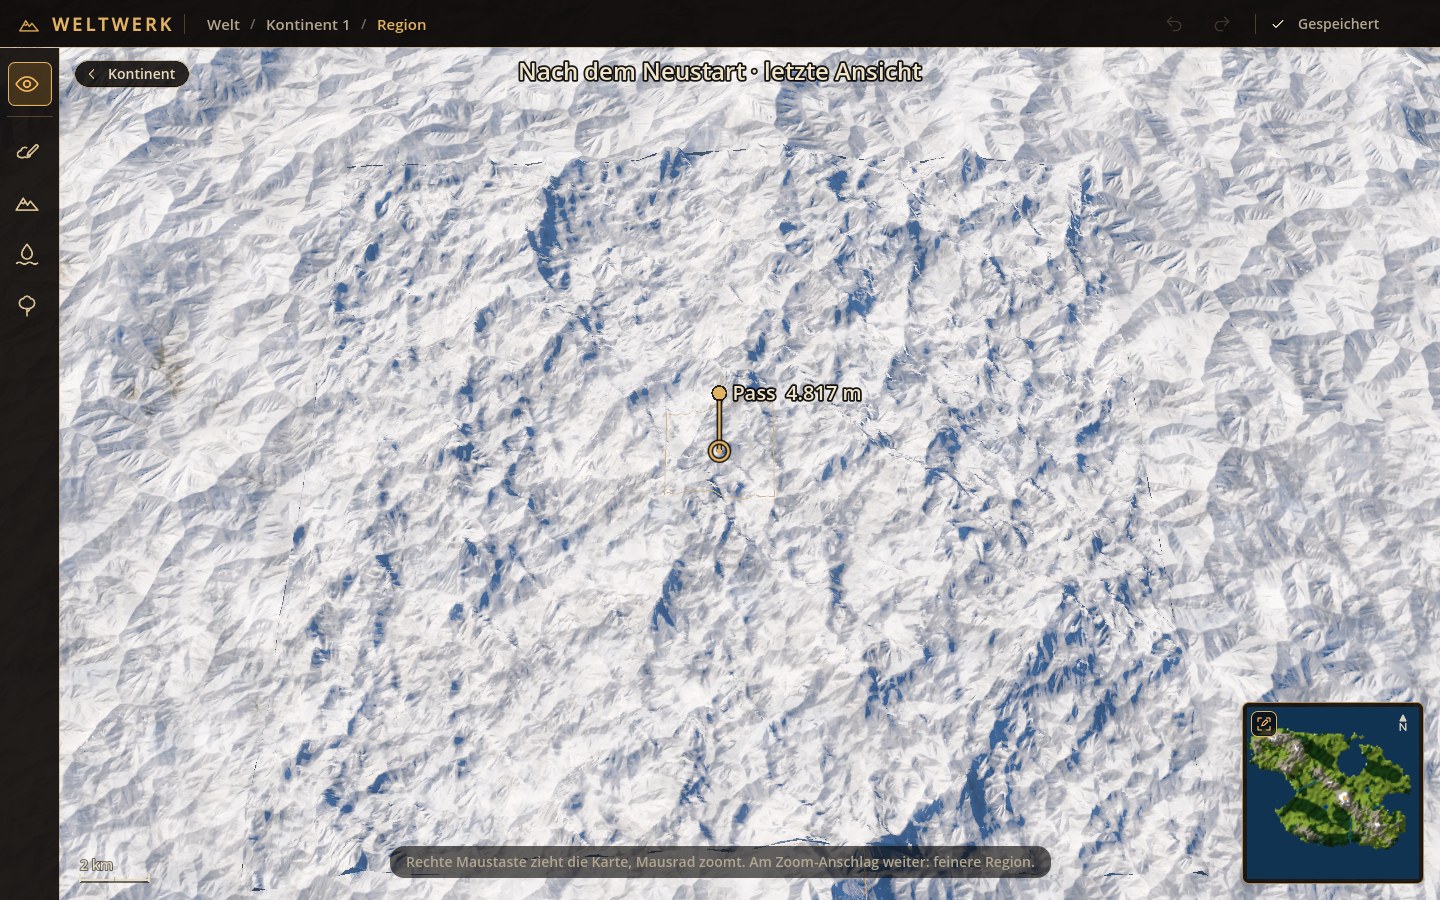 WELTWERK
Welt / Kontinent 1 / Region
Gespeichert
Kontinent
Nach dem Neustart · letzte Ansicht
Pass 4.817 m
N
2 km
Rechte Maustaste zieht die Karte, Mausrad zoomt. Am Zoom-Anschlag weiter: feinere Region.